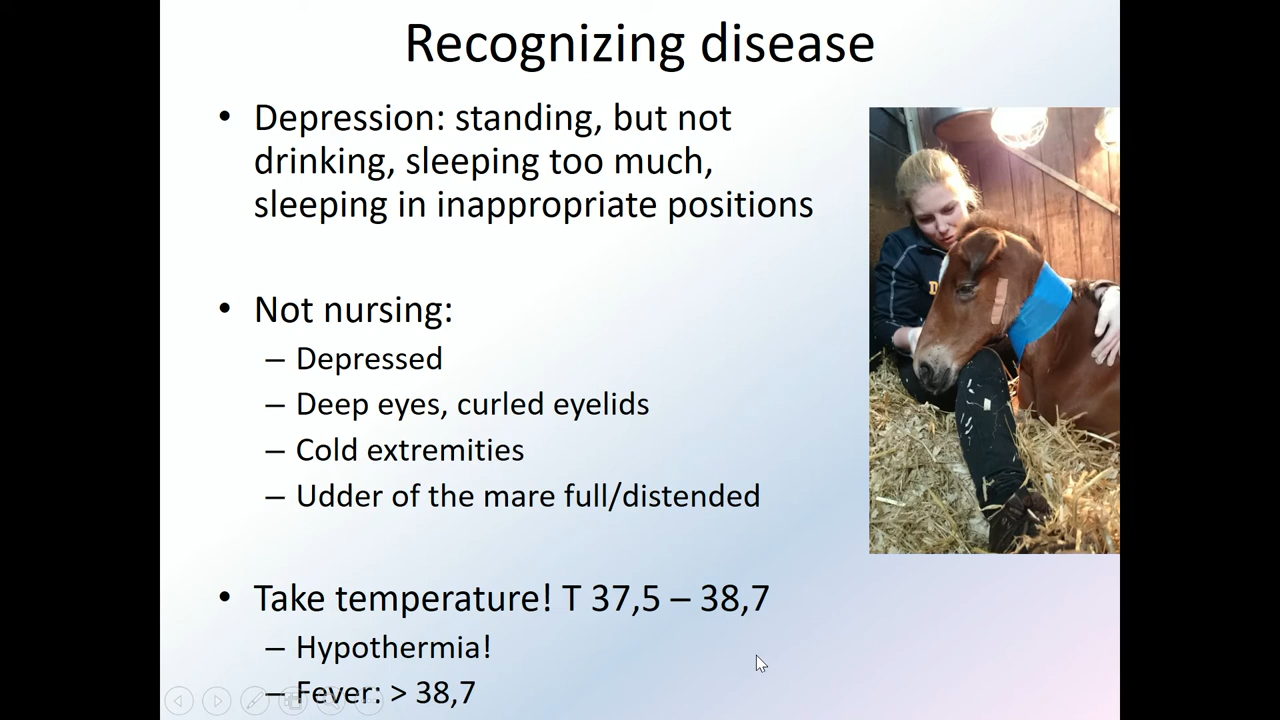 Recognizing disease
• Depression: standing, but not
drinking, sleeping too much,
sleeping in inappropriate positions
• Not nursing:
– Depressed
– Deep eyes, curled eyelids
– Cold extremities
– Udder of the mare full/distended
• Take temperature! T 37,5 – 38,7
– Hypothermia!
– Fever: > 38,7